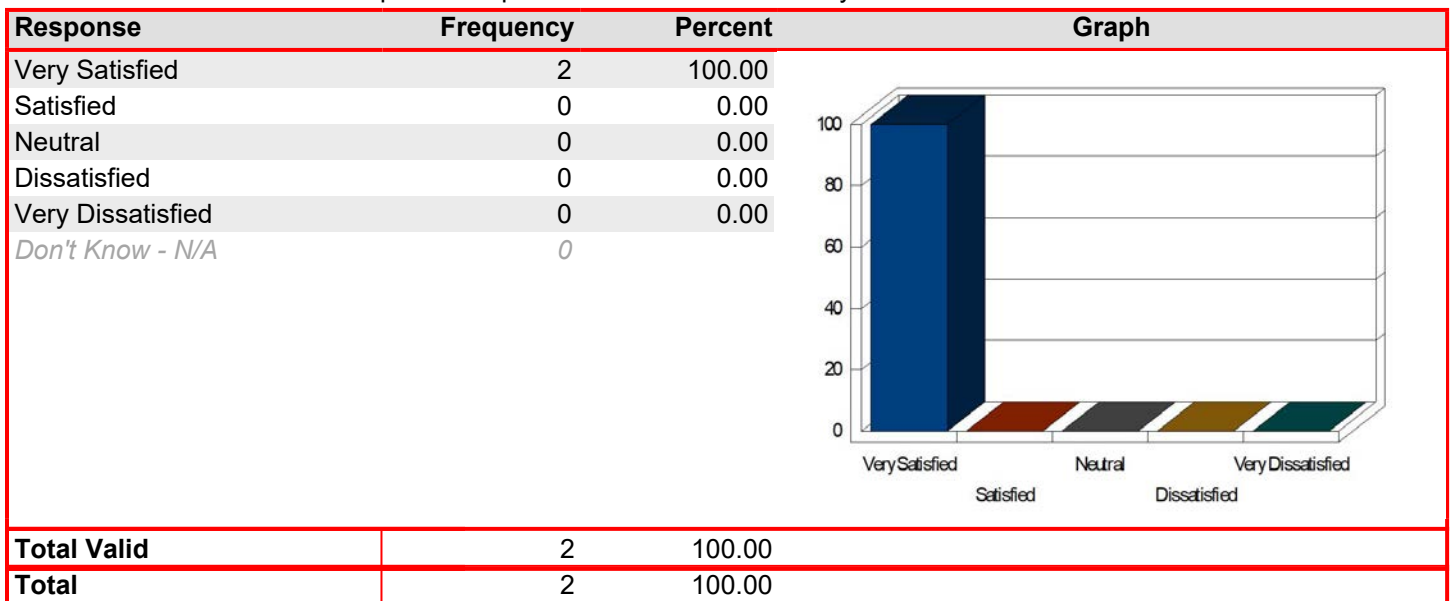 Response Frequency Percent Graph
Very Satisfied 2 100.00
Satisfied 0 0.00
Neutral 0 0.00
Dissatisfied 0 0.00
Very Dissatisfied 0 0.00
Don't Know - N/A 0
100
80
60
40
20
0
Very Satisfied Neutral Very Dissatisfied
Satisfied Dissatisfied
Total Valid 2 100.00
Total 2 100.00